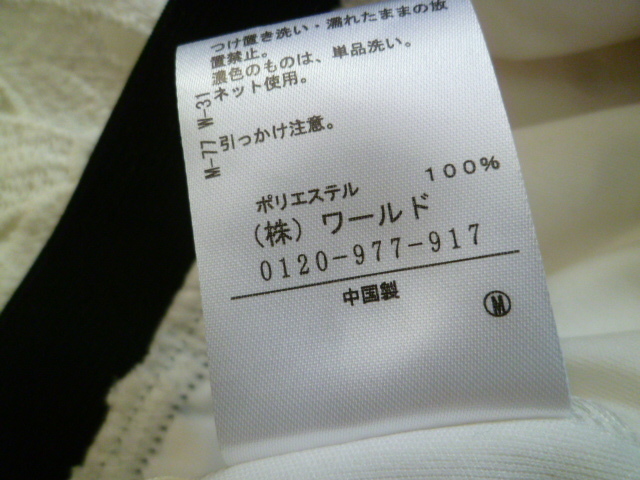 つけ置き洗い・濡れたままの放
置禁止。
濃色のものは、単品洗い。
ネット使用。
引っかけ注意。
M-77 W-31
ポリエステル 100%
(株) ワールド
0120-977-917
中国製
M